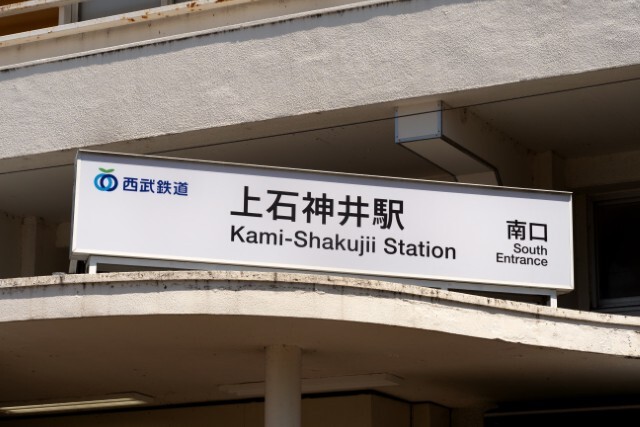 西武鉄道
上石神井駅
Kami-Shakujii Station
南口
South
Entrance